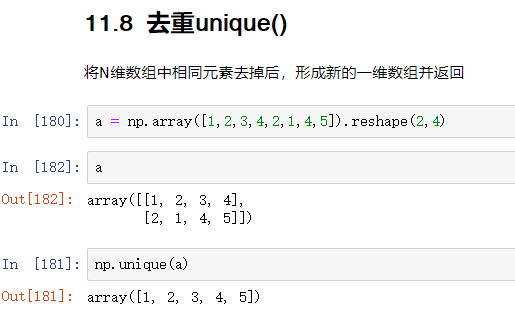 11.8 去重unique()
将N维数组中相同元素去掉后，形成新的一维数组并返回
In [180]: a = np.array([1,2,3,4,2,1,4,5]).reshape(2,4)
In [182]: a
Out[182]: array([[1, 2, 3, 4],
[2, 1, 4, 5]])
In [181]: np.unique(a)
Out[181]: array([1, 2, 3, 4, 5])